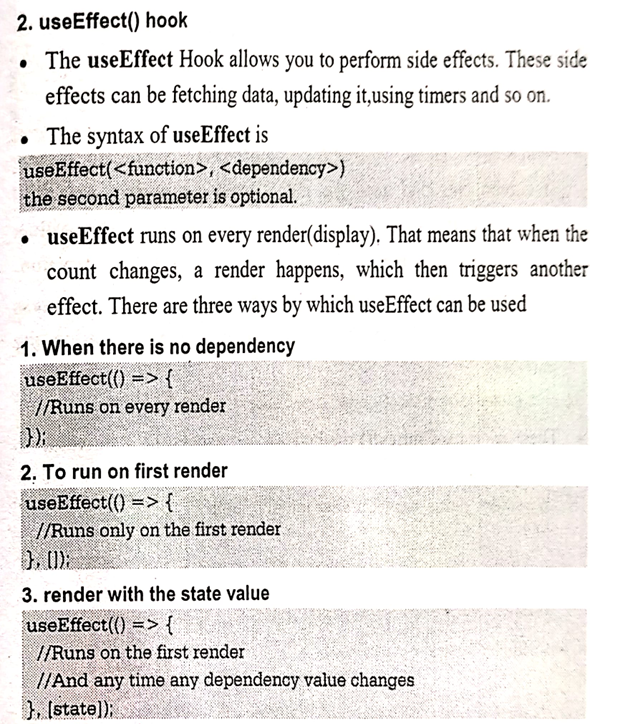 2. useEffect() hook
• The useEffect Hook allows you to perform side effects. These side
effects can be fetching data, updating it,using timers and so on.
• The syntax of useEffect is
useEffect(<function>, <dependency>)
the second parameter is optional.
• useEffect runs on every render(display). That means that when the
count changes, a render happens, which then triggers another
effect. There are three ways by which useEffect can be used
1. When there is no dependency
useEffect(() => {
//Runs on every render
});
2. To run on first render
useEffect(() => {
//Runs only on the first render
}, []);
3. render with the state value
useEffect(() => {
//Runs on the first render
//And any time any dependency value changes
}, [state]);